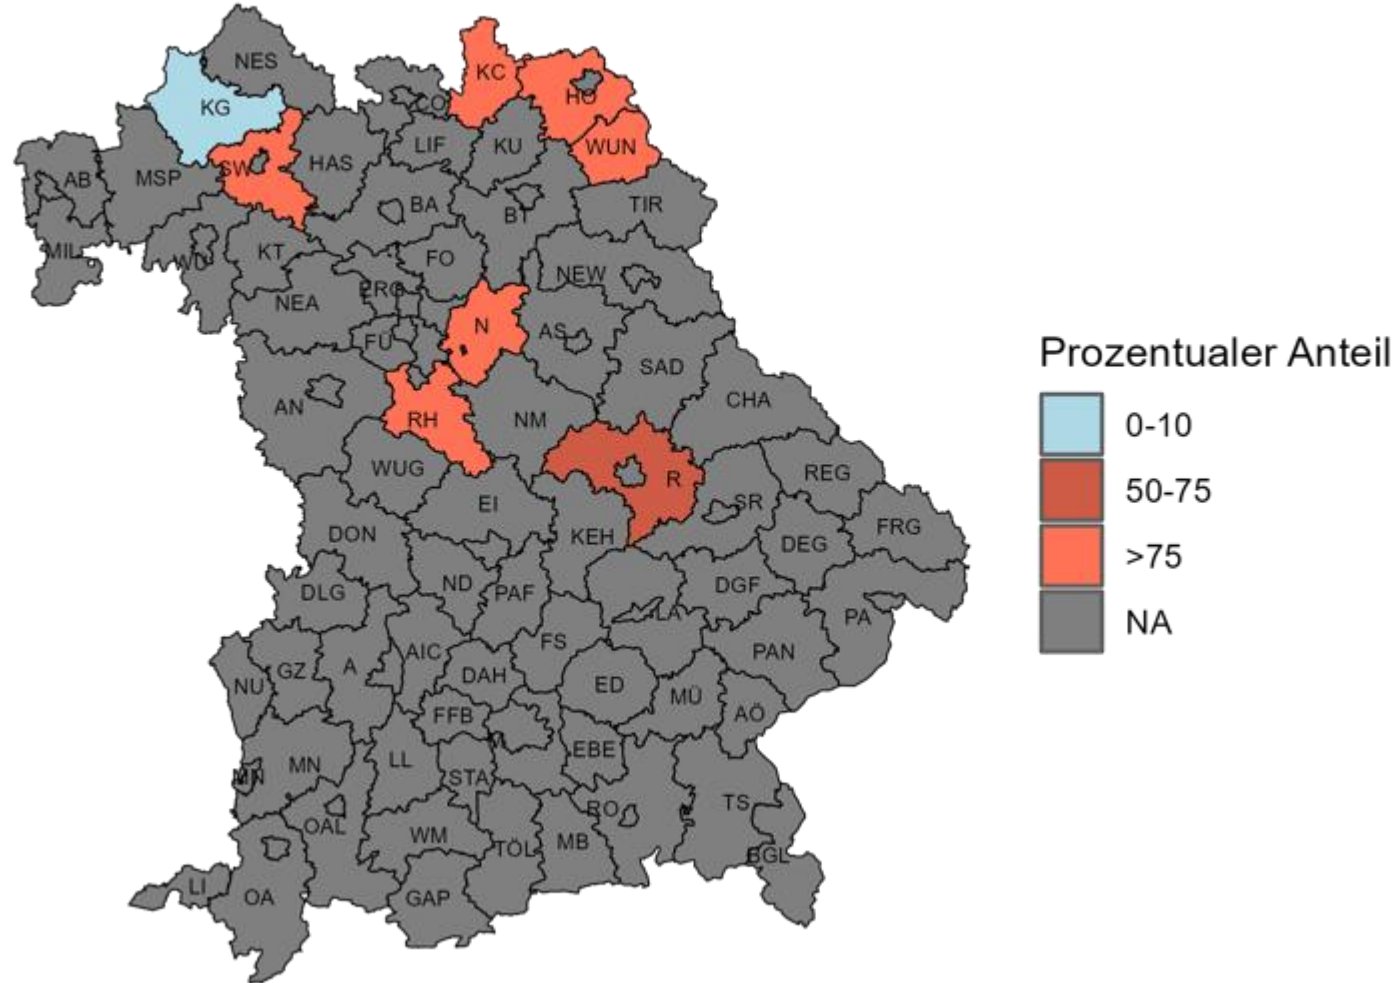 NES
KC
KG
HO
CO
LIF
KU
WUN
SW
HAS
AB
MSP
BA
BT
TIR
MIL
WÜ
KT
FO
NEW
NEA
ERG
N
AS
FÜ
SAD
CHA
AN
RH
NM
WUG
R
REG
EI
SR
DON
KEH
FRG
DEG
DLG
ND
PAF
DGF
LA
PA
AIC
FS
PAN
GZ
A
DAH
ED
NU
MÜ
FFB
AÖ
M
EBE
MN
MN
LL
STA
RO
TS
OAL
WM
TÖL
MB
BGL
LI
OA
GAP
Prozentualer Anteil
0-10
50-75
>75
NA